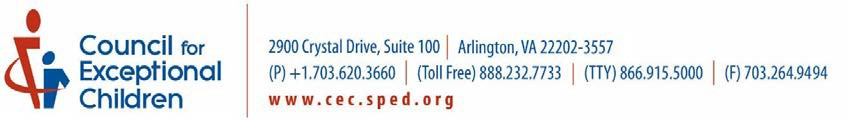 Council for
Exceptional
Children
2900 Crystal Drive, Suite 100 | Arlington, VA 22202-3557
(P) +1.703.620.3660 | (Toll Free) 888.232.7733 | (TTY) 866.915.5000 | (F) 703.264.9494
www.cec.sped.org